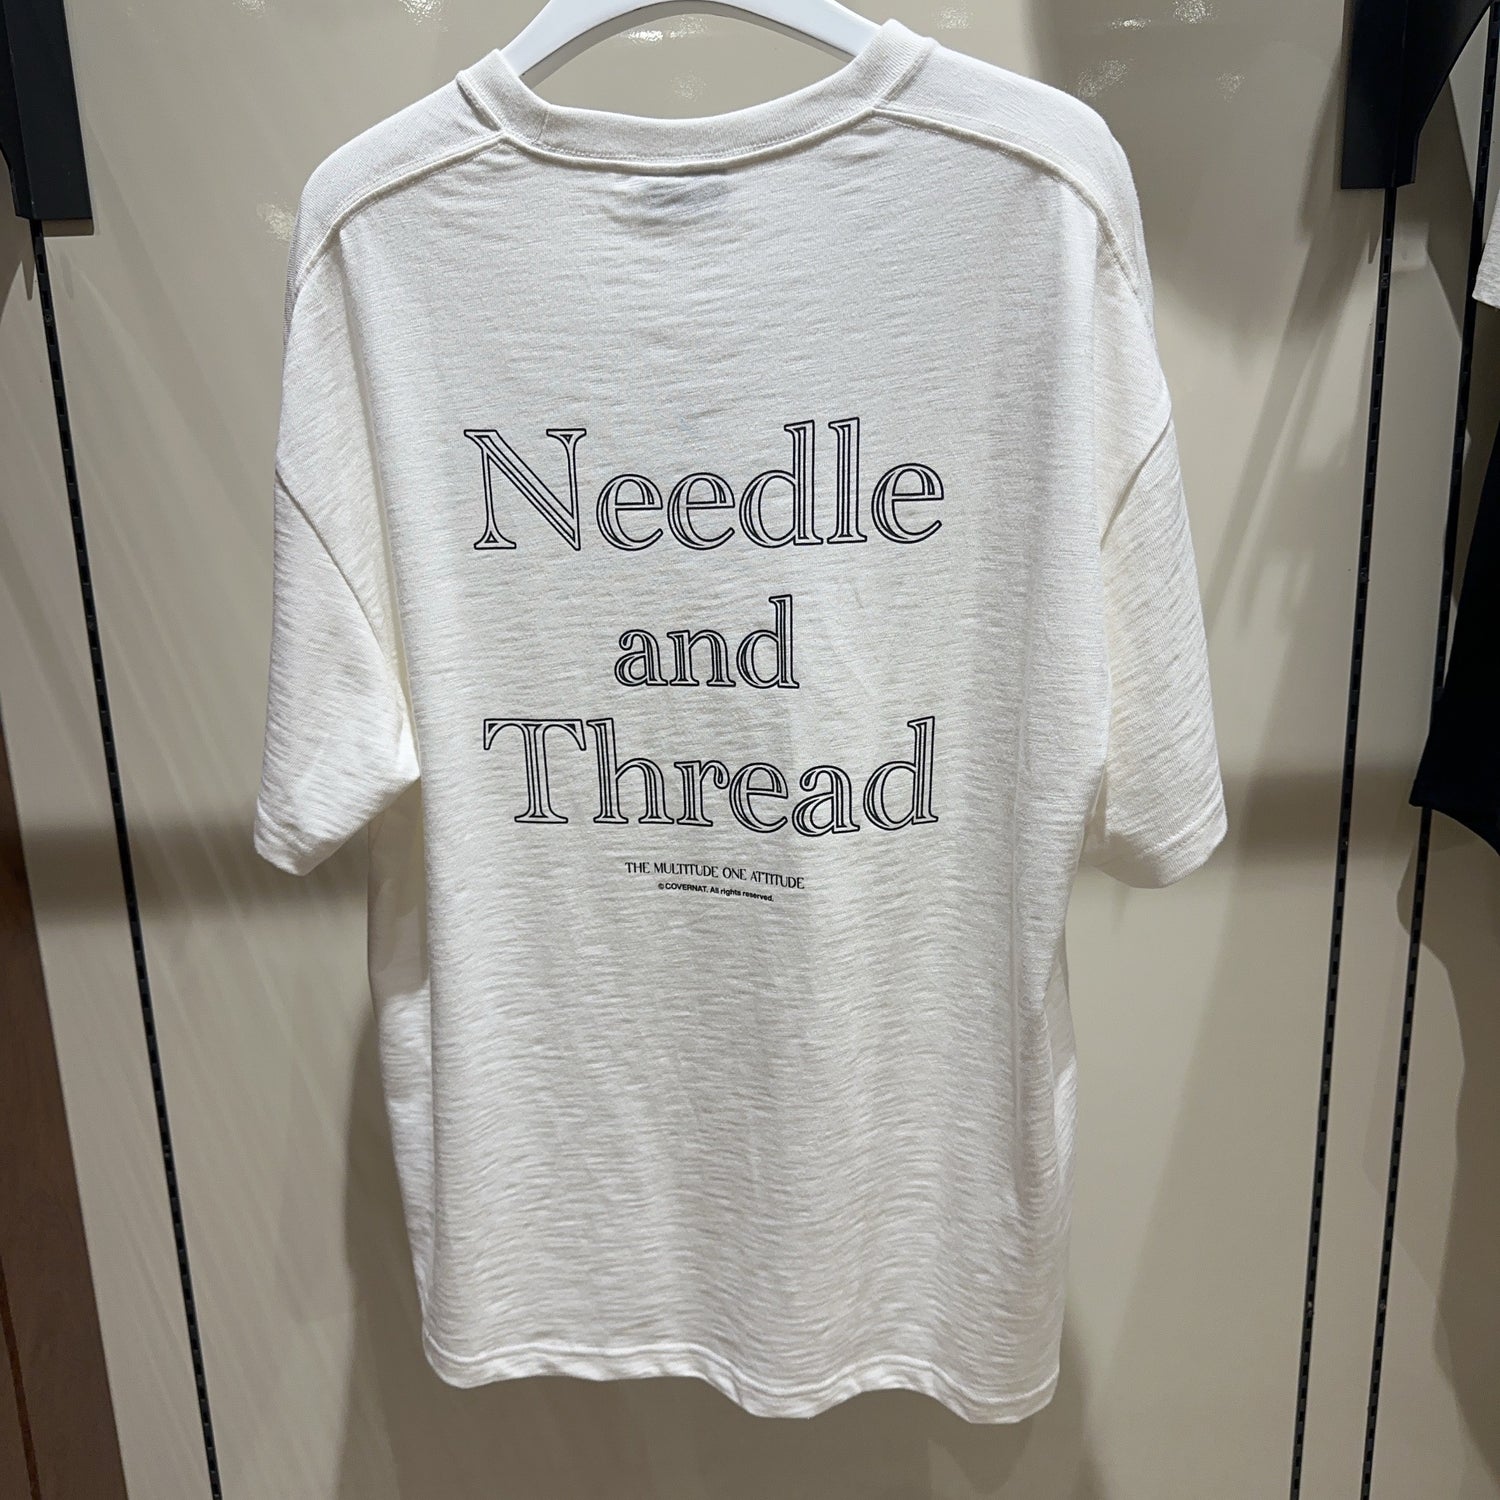 Needle
and
Thread
THE MULTITUDE ONE ATTITUDE
© COVERNAT. All rights reserved.